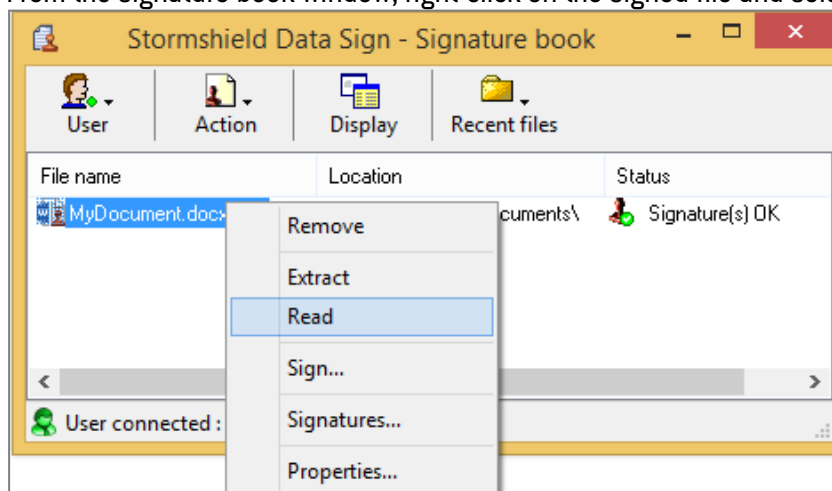 From the signature book window, right-click on the signed file and sele
Stormshield Data Sign - Signature book
User Action Display Recent files
File name Location Status
MyDocument.docx cuments\ Signature(s) OK
Remove
Extract
Read
Sign...
User connected : Signatures...
Properties...